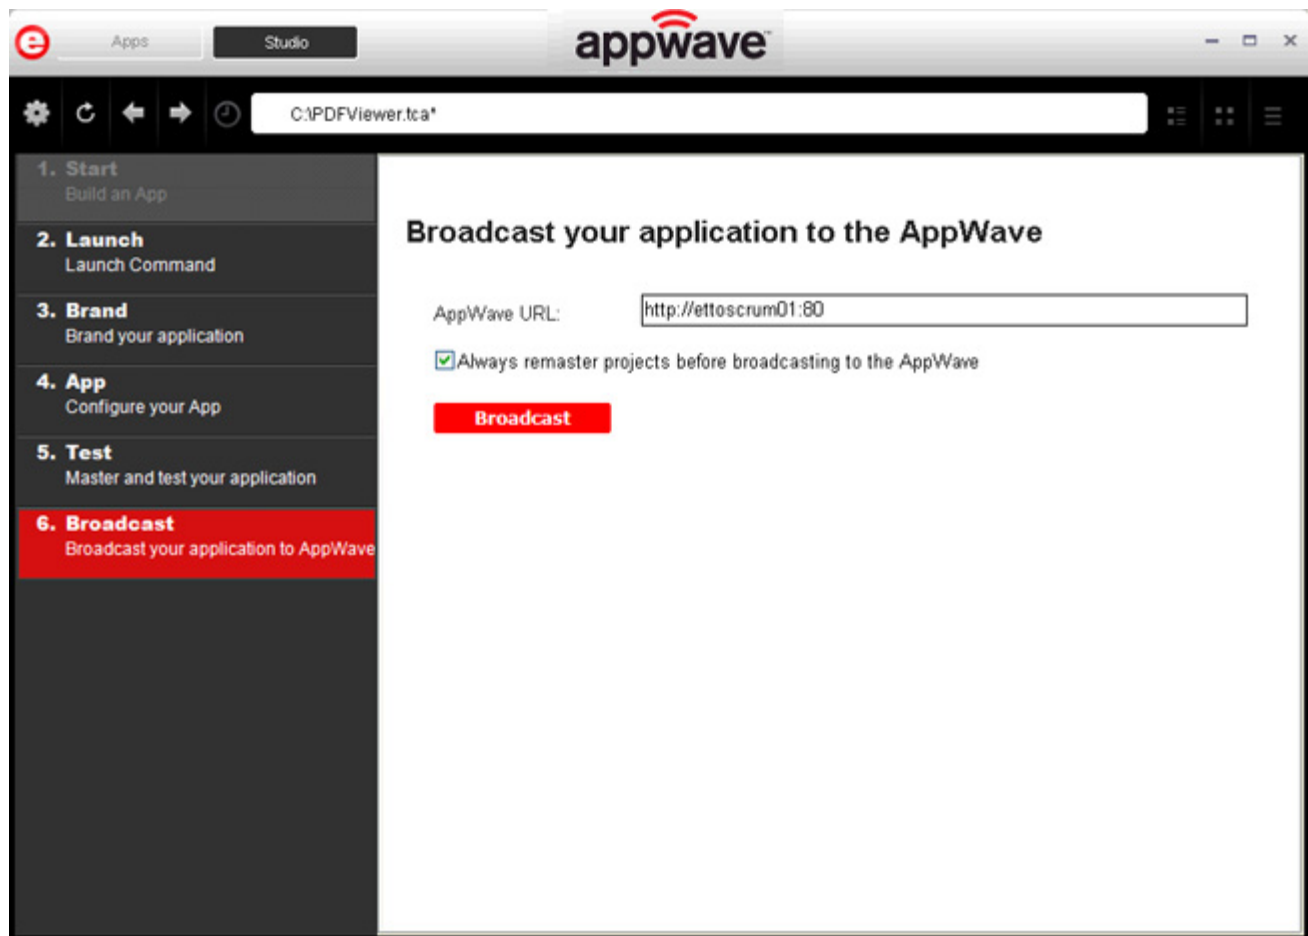 e
Apps
Studio
appwave™
C:\PDFViewer.tca*
1. Start
Build an App
2. Launch
Launch Command
3. Brand
Brand your application
4. App
Configure your App
5. Test
Master and test your application
6. Broadcast
Broadcast your application to AppWave
Broadcast your application to the AppWave
AppWave URL: http://ettoscrum01:80
Always remaster projects before broadcasting to the AppWave
Broadcast